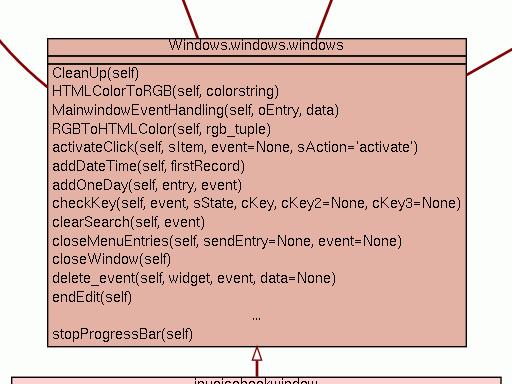 Windows.windows.windows
CleanUp(self)
HTMLColorToRGB(self, colorstring)
MainwindowEventHandling(self, oEntry, data)
RGBToHTMLColor(self, rgb_tuple)
activateClick(self, sItem, event=None, sAction='activate')
addDateTime(self, firstRecord)
addOneDay(self, entry, event)
checkKey(self, event, sState, cKey, cKey2=None, cKey3=None)
clearSearch(self, event)
closeMenuEntries(self, sendEntry=None, event=None)
closeWindow(self)
delete_event(self, widget, event, data=None)
endEdit(self)
...
stopProgressBar(self)